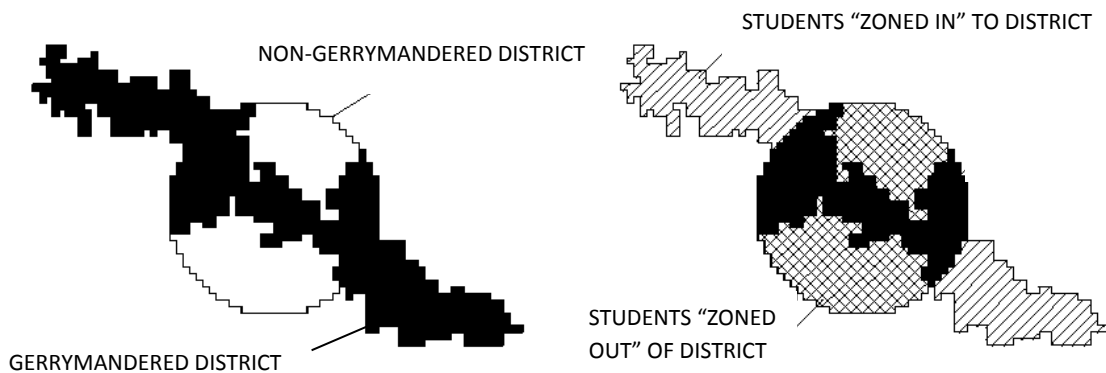 STUDENTS “ZONED IN” TO DISTRICT
NON-GERRYMANDERED DISTRICT
STUDENTS “ZONED
OUT” OF DISTRICT
GERRYMANDERED DISTRICT